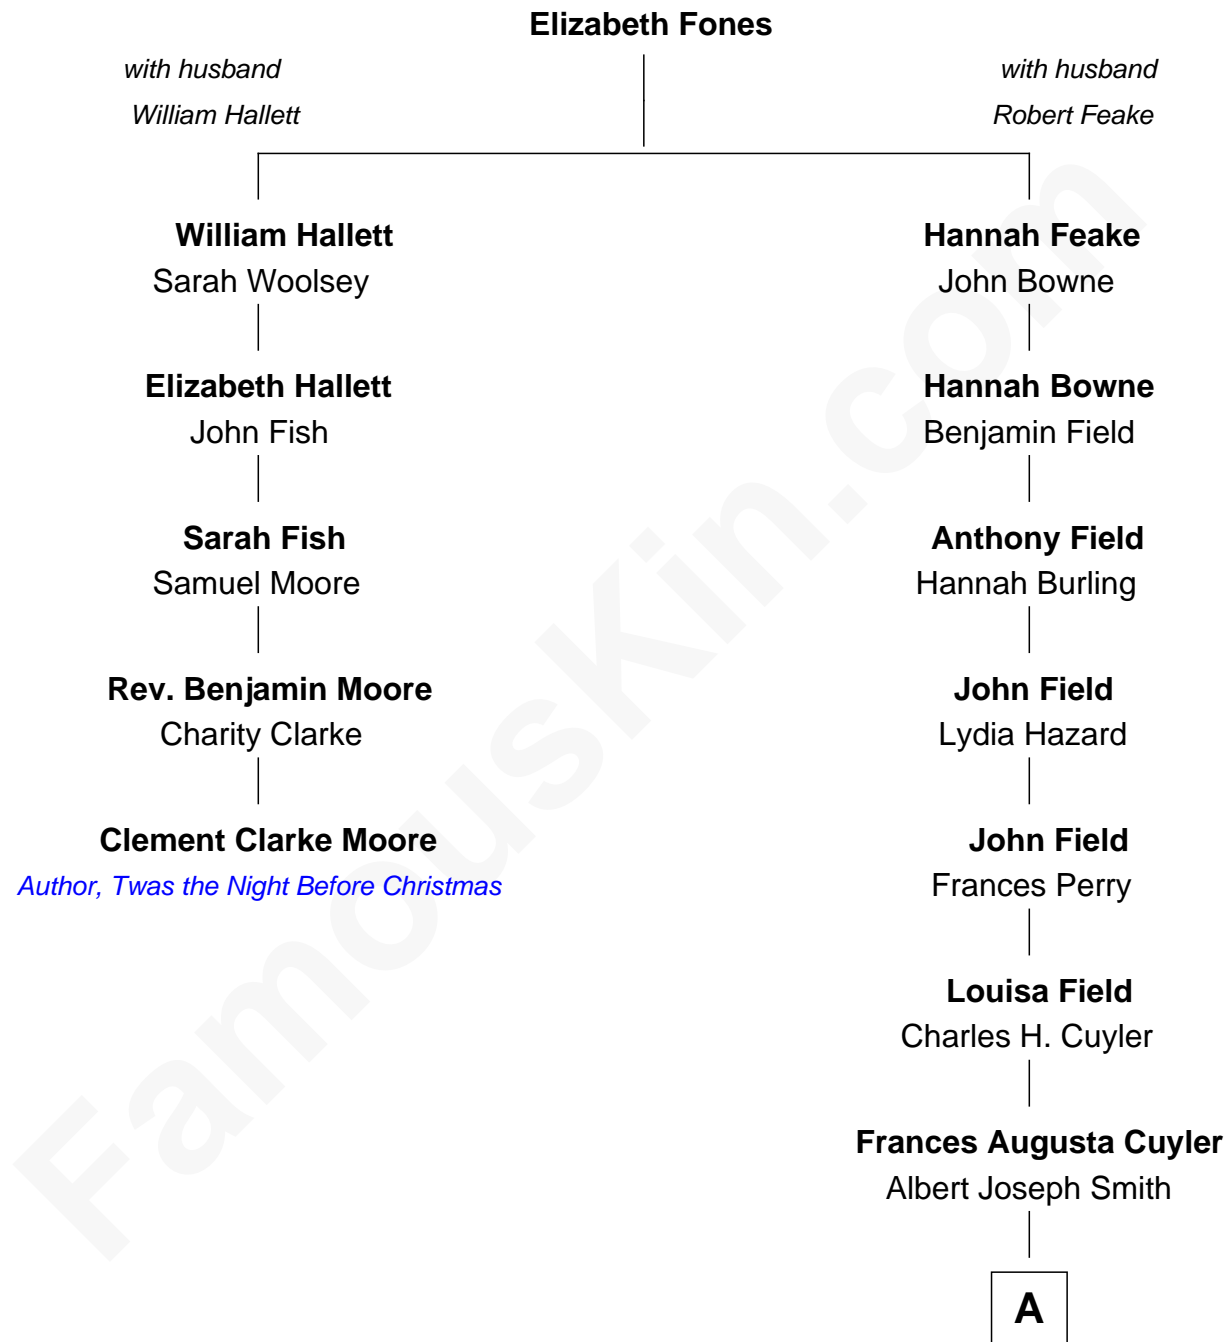 Elizabeth Fones
with husband
William Hallett
with husband
Robert Feake
William Hallett
Sarah Woolsey
Hannah Feake
John Bowne
Elizabeth Hallett
John Fish
Hannah Bowne
Benjamin Field
Sarah Fish
Samuel Moore
Anthony Field
Hannah Burling
Rev. Benjamin Moore
Charity Clarke
John Field
Lydia Hazard
Clement Clarke Moore
Author, Twas the Night Before Christmas
John Field
Frances Perry
Louisa Field
Charles H. Cuyler
Frances Augusta Cuyler
Albert Joseph Smith
A
FamousKin.com